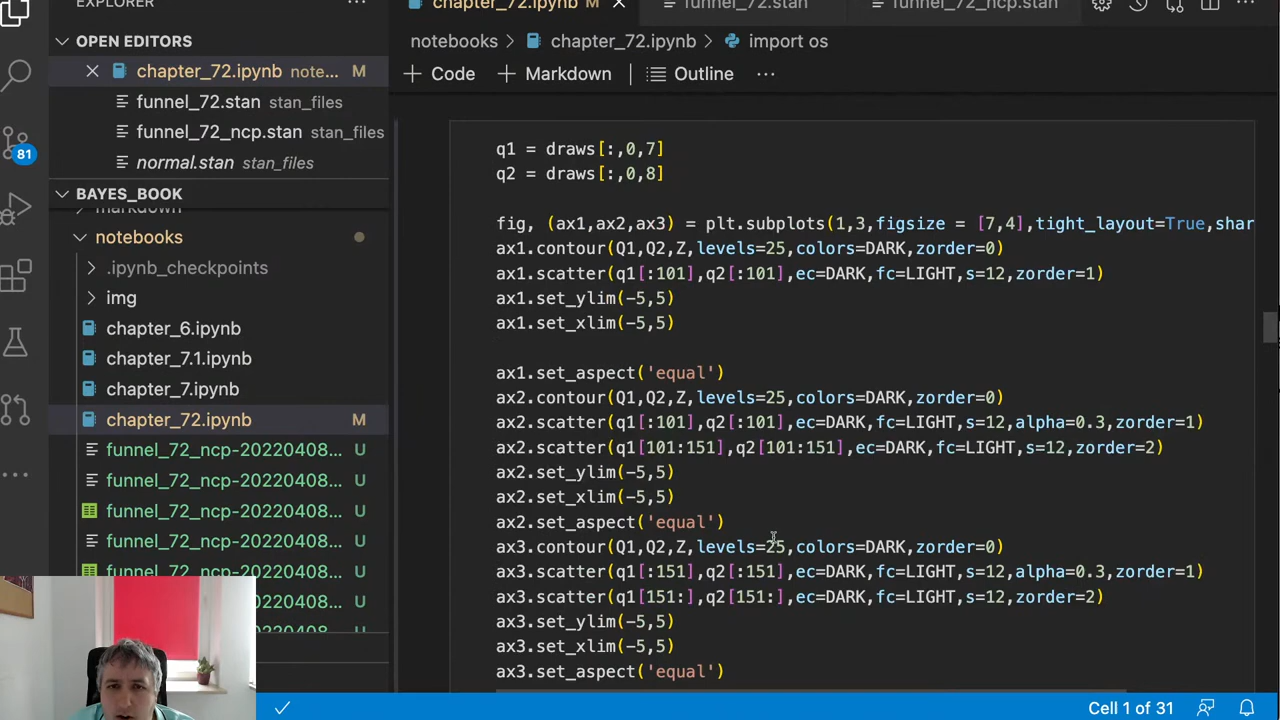 EXPLORER
OPEN EDITORS
chapter_72.ipynb note... M
funnel_72.stan stan_files
funnel_72_ncp.stan stan_files
normal.stan stan_files
BAYES_BOOK
markdown
notebooks
.ipynb_checkpoints
img
chapter_6.ipynb
chapter_7.1.ipynb
chapter_7.ipynb
chapter_72.ipynb M
funnel_72_ncp-20220408... U
funnel_72_ncp-20220408... U
funnel_72_ncp-20220408... U
funnel_72_ncp-20220408... U
funnel_72_ncp-20220408... U
20220408... U
20220408... U
81
chapter_72.ipynb M
funnel_72.stan
funnel_72_ncp.stan
notebooks > chapter_72.ipynb > import os
+ Code + Markdown Outline ...
q1 = draws[:,0,7]
q2 = draws[:,0,8]
fig, (ax1,ax2,ax3) = plt.subplots(1,3,figsize = [7,4],tight_layout=True,shar
ax1.contour(Q1,Q2,Z,levels=25,colors=DARK,zorder=0)
ax1.scatter(q1[:101],q2[:101],ec=DARK,fc=LIGHT,s=12,zorder=1)
ax1.set_ylim(-5,5)
ax1.set_xlim(-5,5)
ax1.set_aspect('equal')
ax2.contour(Q1,Q2,Z,levels=25,colors=DARK,zorder=0)
ax2.scatter(q1[:101],q2[:101],ec=DARK,fc=LIGHT,s=12,alpha=0.3,zorder=1)
ax2.scatter(q1[101:151],q2[101:151],ec=DARK,fc=LIGHT,s=12,zorder=2)
ax2.set_ylim(-5,5)
ax2.set_xlim(-5,5)
ax2.set_aspect('equal')
ax3.contour(Q1,Q2,Z,levels=25,colors=DARK,zorder=0)
ax3.scatter(q1[:151],q2[:151],ec=DARK,fc=LIGHT,s=12,alpha=0.3,zorder=1)
ax3.scatter(q1[151:],q2[151:],ec=DARK,fc=LIGHT,s=12,zorder=2)
ax3.set_ylim(-5,5)
ax3.set_xlim(-5,5)
ax3.set_aspect('equal')
Cell 1 of 31